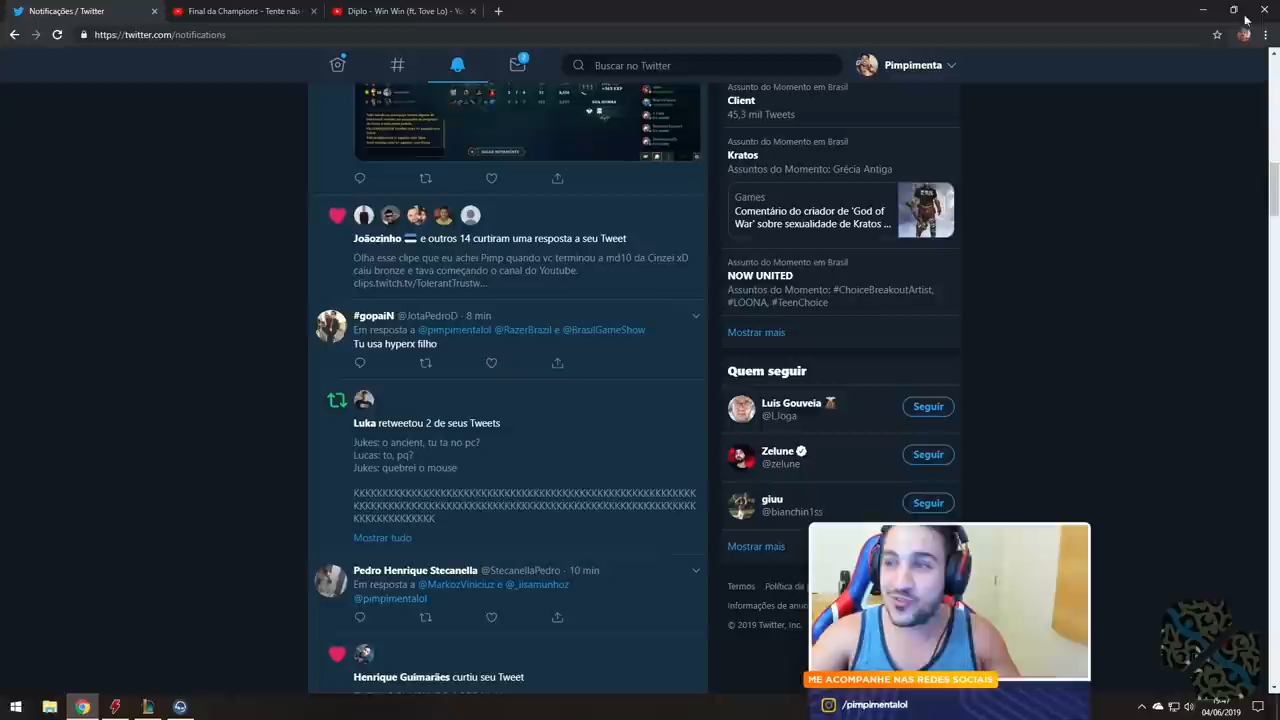 Notificações / Twitter
Final da Champions - Tente não
Diplo - Win Win (ft. Tove Lo) - Yo
https://twitter.com/notifications
2
Buscar no Twitter
Pimpimenta
Joãozinho e outros 14 curtiram uma resposta a seu Tweet
Olha esse clipe que eu achei Pimp quando vc terminou a md10 da Cinzei xD
caiu bronze e tava começando o canal do Youtube.
clips.twitch.tv/TolerantTrustw...
#gopaiN @JotaPedroD · 8 min
Em resposta a @pimpimentalol @RazerBrazil e @BrasilGameShow
Tu usa hyperx filho
Luka retweetou 2 de seus Tweets
Jukes: o ancient, tu ta no pc?
Lucas: to, pq?
Jukes: quebrei o mouse
Mostrar tudo
Pedro Henrique Stecanella @StecanellaPedro · 10 min
Em resposta a @MarkozViniciuz e @_iisamunhoz
@pimpimentalol
Henrique Guimarães curtiu seu Tweet
Assunto do Momento em Brasil
Client
45,3 mil Tweets
Assunto do Momento em Brasil
Kratos
Assuntos do Momento: Grécia Antiga
Games
Comentário do criador de 'God of
War' sobre sexualidade de Kratos ...
Assunto do Momento em Brasil
NOW UNITED
Assuntos do Momento: #ChoiceBreakoutArtist,
#LOONA, #TeenChoice
Mostrar mais
Quem seguir
Luis Gouveia
@LJoga
Seguir
Zelune
@zelune
Seguir
giuu
@bianchin1ss
Seguir
Mostrar mais
Termos Política da
Informações de anúnc
© 2019 Twitter, Inc.
ME ACOMPANHE NAS REDES SOCIAIS
/pimpimentalol
04/06/2019